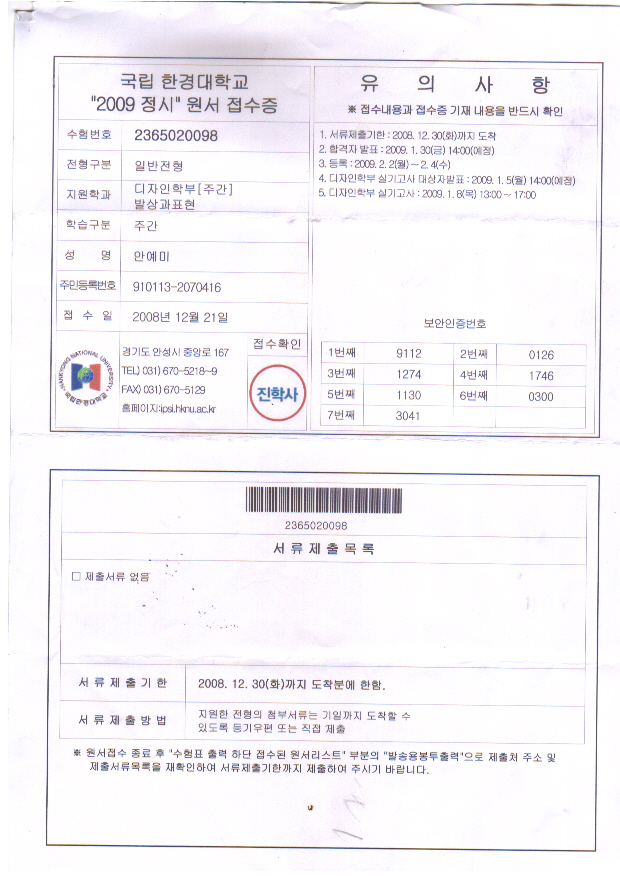 국립 한경대학교
"2009 정시" 원서 접수증
수험번호 2365020098
전형구분 일반전형
지원학과 디자인학부[주간]
발상과표현
학습구분 주간
성 명 안예미
주민등록번호 910113-2070416
접 수 일 2008년 12월 21일
HANKYONG NATIONAL UNIVERSITY
국립한경대학교
경기도 안성시 중앙로 167
TEL) 031) 670-5218~9
FAX) 031) 670-5129
홈페이지:ipsi.hknu.ac.kr
접수확인
진학사
유 의 사 항
※ 접수내용과 접수증 기재 내용을 반드시 확인
1. 서류제출기한 : 2008. 12. 30(화)까지 도착
2. 합격자 발표 : 2009. 1. 30(금) 14:00(예정)
3. 등록 : 2009. 2. 2(월) ~ 2. 4(수)
4. 디자인학부 실기고사 대상자발표 : 2009. 1. 5(월) 14:00(예정)
5. 디자인학부 실기고사 : 2009. 1. 8(목) 13:00 ~ 17:00
보안인증번호
1번째 9112 2번째 0126
3번째 1274 4번째 1746
5번째 1130 6번째 0300
7번째 3041
2365020098
서 류 제 출 목 록
□ 제출서류 없음
서 류 제 출 기 한 2008. 12. 30(화)까지 도착분에 한함.
서 류 제 출 방 법 지원한 전형의 첨부서류는 기일까지 도착할 수
있도록 등기우편 또는 직접 제출
※ 원서접수 종료 후 "수험표 출력 하단 접수된 원서리스트" 부분의 "발송용봉투출력"으로 제출처 주소 및
제출서류목록을 재확인하여 서류제출기한까지 제출하여 주시기 바랍니다.